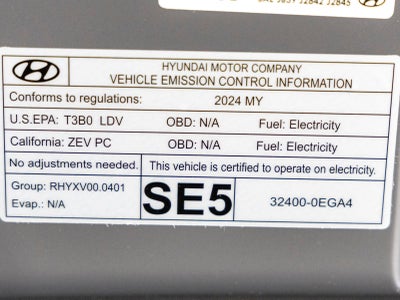 J2842 J2845
HYUNDAI MOTOR COMPANY
VEHICLE EMISSION CONTROL INFORMATION
Conforms to regulations: 2024 MY
U.S.EPA: T3B0 LDV OBD: N/A Fuel: Electricity
California: ZEV PC OBD: N/A Fuel: Electricity
No adjustments needed. This vehicle is certified to operate on electricity.
Group: RHYXV00.0401
Evap.: N/A
SE5
32400-0EGA4